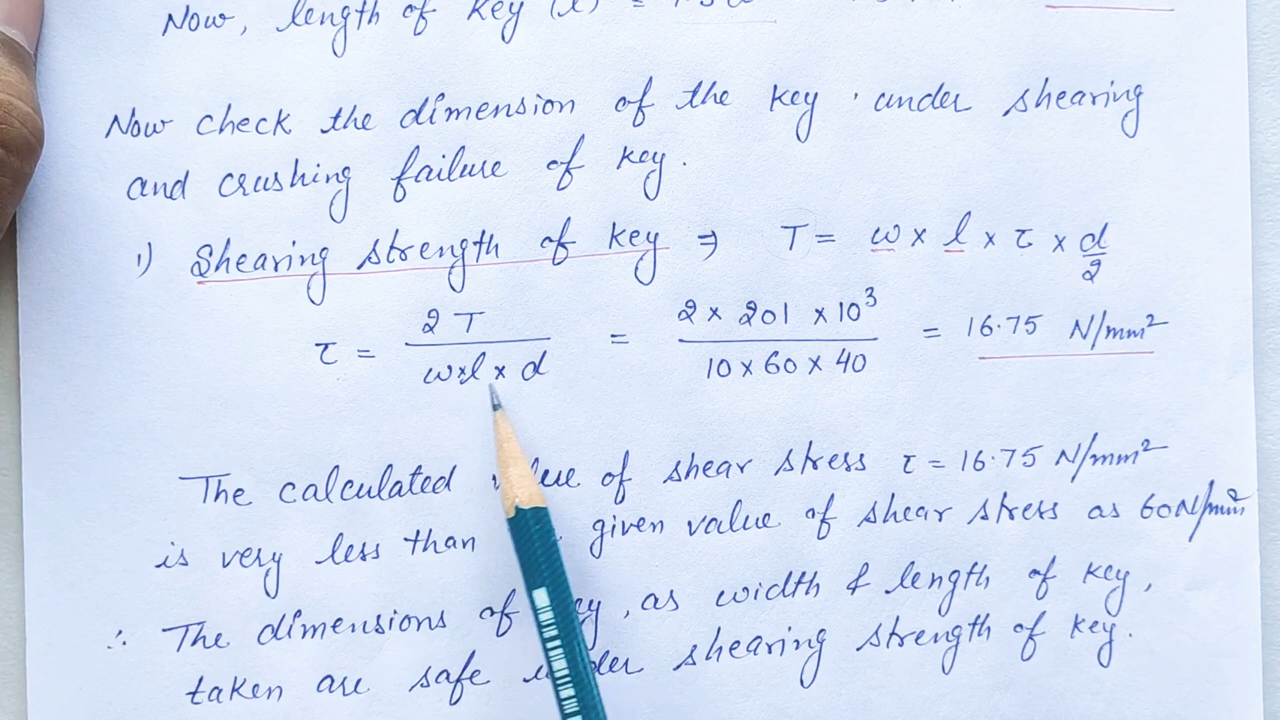 Now, length of key (l) =
Now check the dimension of the key. under shearing
and crushing failure of key.
1) Shearing strength of key ⇒ T = w × l × τ × d/2
τ = 2T / w×l×d = 2 × 201 × 10³ / 10 × 60 × 40 = 16.75 N/mm²
The calculated value of shear stress τ = 16.75 N/mm²
is very less than given value of shear stress as 60N/mm²
∴ The dimensions of key, as width & length of key,
taken are safe under shearing strength of key.